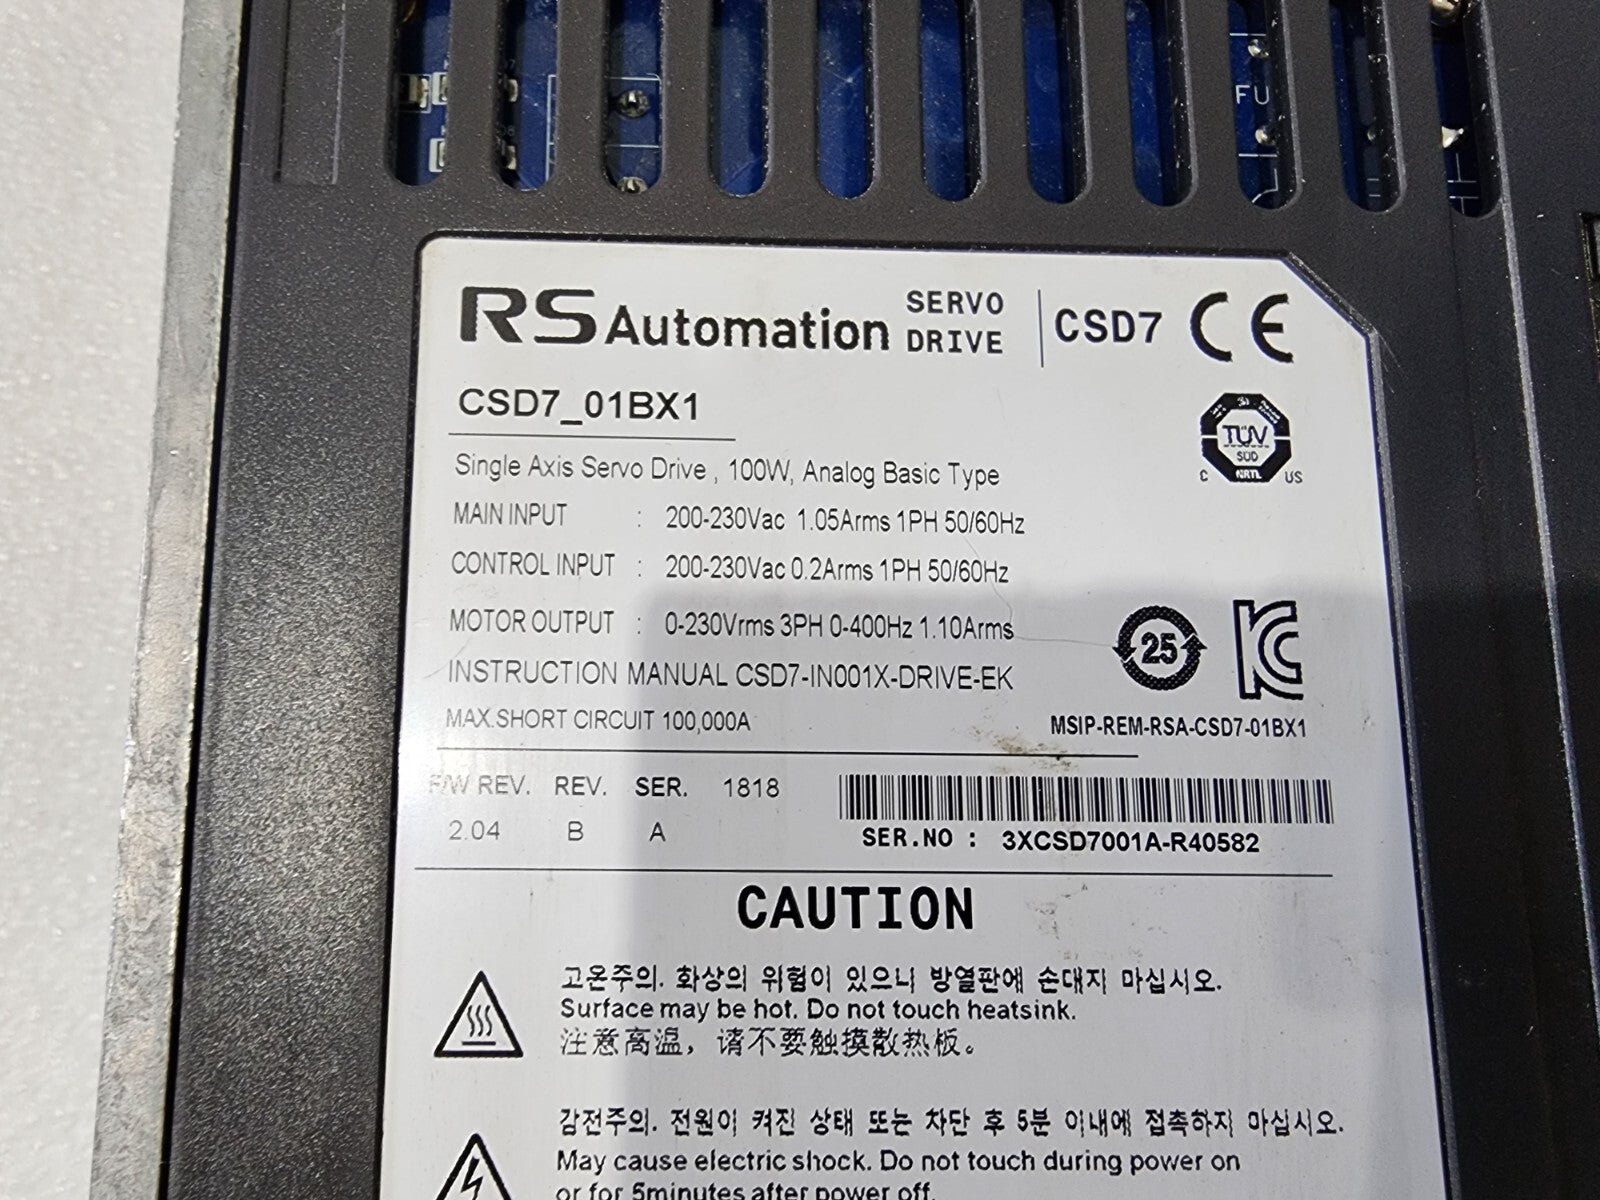 FU
RS Automation SERVO DRIVE CSD7 CE
CSD7_01BX1
TÜV
SÜD
C NRTL US
Single Axis Servo Drive , 100W, Analog Basic Type
MAIN INPUT : 200-230Vac 1.05Arms 1PH 50/60Hz
CONTROL INPUT : 200-230Vac 0.2Arms 1PH 50/60Hz
MOTOR OUTPUT : 0-230Vrms 3PH 0-400Hz 1.10Arms
25
INSTRUCTION MANUAL CSD7-IN001X-DRIVE-EK
MAX.SHORT CIRCUIT 100,000A
MSIP-REM-RSA-CSD7-01BX1
F/W REV. REV. SER. 1818
2.04 B A
SER.NO : 3XCSD7001A-R40582
CAUTION
고온주의. 화상의 위험이 있으니 방열판에 손대지 마십시오.
Surface may be hot. Do not touch heatsink.
注意高温，请不要触摸散热板。
감전주의. 전원이 켜진 상태 또는 차단 후 5분 이내에 접촉하지 마십시오.
May cause electric shock. Do not touch during power on
or for 5minutes after power off.